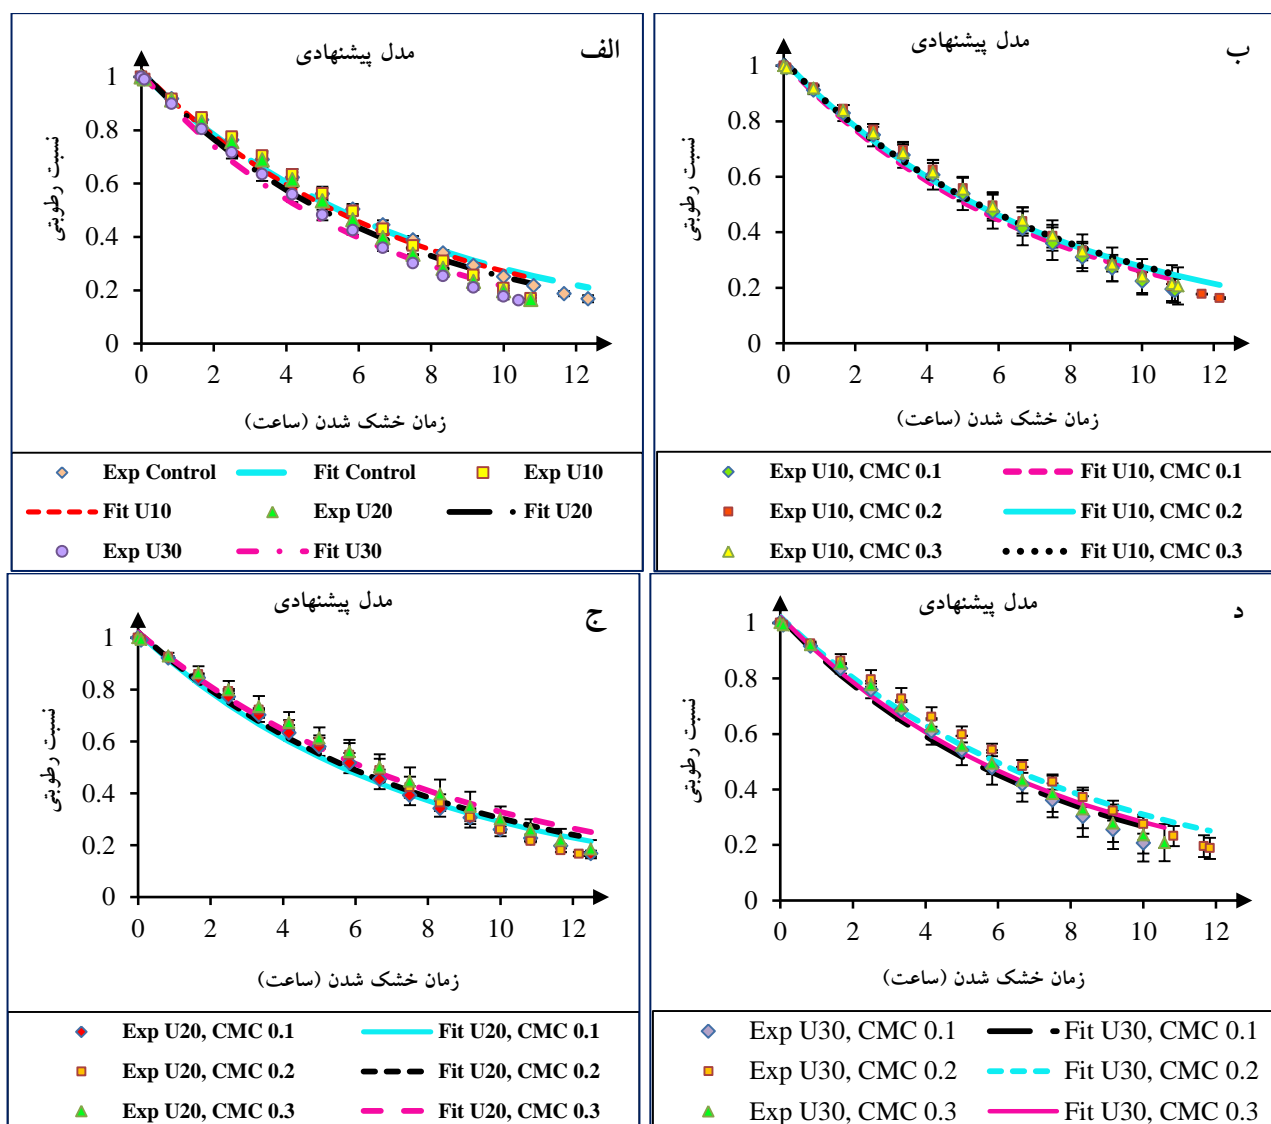 مدل پیشنهادی
الف
نسبت رطوبتی
1
0.8
0.6
0.4
0.2
0
0 2 4 6 8 10 12
زمان خشک شدن (ساعت)
Exp Control Fit Control Exp U10
Fit U10 Exp U20 Fit U20
Exp U30 Fit U30
مدل پیشنهادی
ب
نسبت رطوبتی
1
0.8
0.6
0.4
0.2
0
0 2 4 6 8 10 12
زمان خشک شدن (ساعت)
Exp U10, CMC 0.1 Fit U10, CMC 0.1
Exp U10, CMC 0.2 Fit U10, CMC 0.2
Exp U10, CMC 0.3 Fit U10, CMC 0.3
مدل پیشنهادی
ج
نسبت رطوبتی
1
0.8
0.6
0.4
0.2
0
0 2 4 6 8 10 12
زمان خشک شدن (ساعت)
Exp U20, CMC 0.1 Fit U20, CMC 0.1
Exp U20, CMC 0.2 Fit U20, CMC 0.2
Exp U20, CMC 0.3 Fit U20, CMC 0.3
مدل پیشنهادی
د
نسبت رطوبتی
1
0.8
0.6
0.4
0.2
0
0 2 4 6 8 10 12
زمان خشک شدن (ساعت)
Exp U30, CMC 0.1 Fit U30, CMC 0.1
Exp U30, CMC 0.2 Fit U30, CMC 0.2
Exp U30, CMC 0.3 Fit U30, CMC 0.3